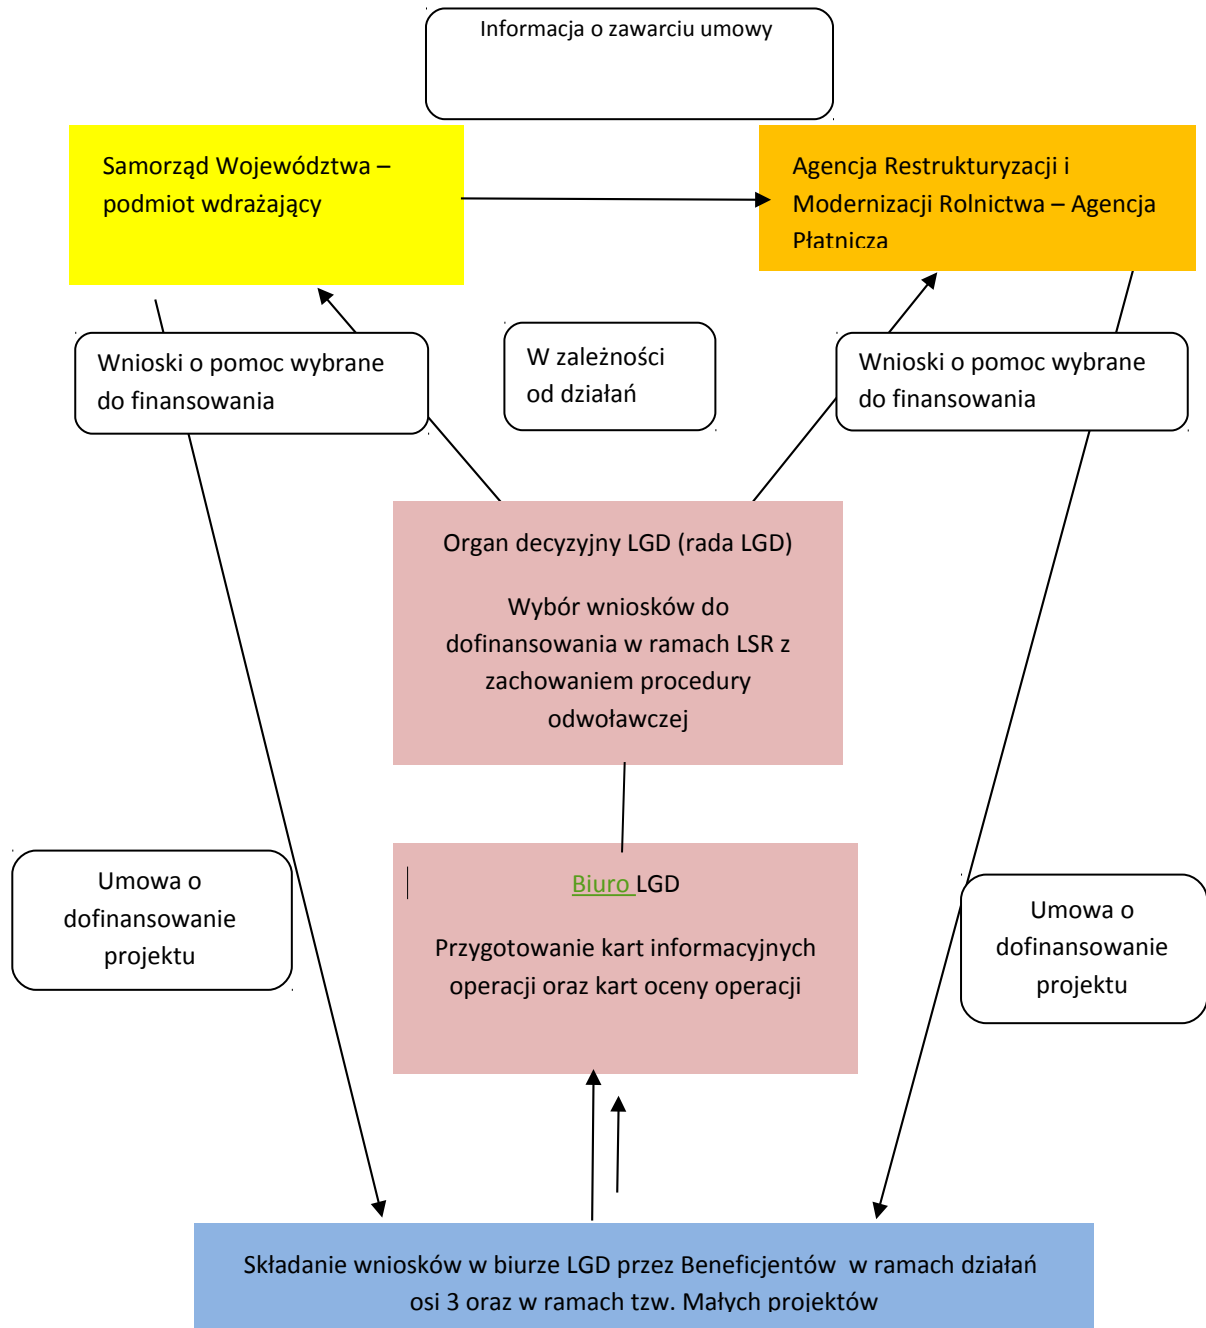 Informacja o zawarciu umowy
Samorząd Województwa –
podmiot wdrażający
Agencja Restrukturyzacji i
Modernizacji Rolnictwa – Agencja
Płatnicza
Wnioski o pomoc wybrane
do finansowania
W zależności
od działań
Wnioski o pomoc wybrane
do finansowania
Organ decyzyjny LGD (rada LGD)
Wybór wniosków do
dofinansowania w ramach LSR z
zachowaniem procedury
odwoławczej
Umowa o
dofinansowanie
projektu
Biuro LGD
Przygotowanie kart informacyjnych
operacji oraz kart oceny operacji
Umowa o
dofinansowanie
projektu
Składanie wniosków w biurze LGD przez Beneficjentów w ramach działań
osi 3 oraz w ramach tzw. Małych projektów